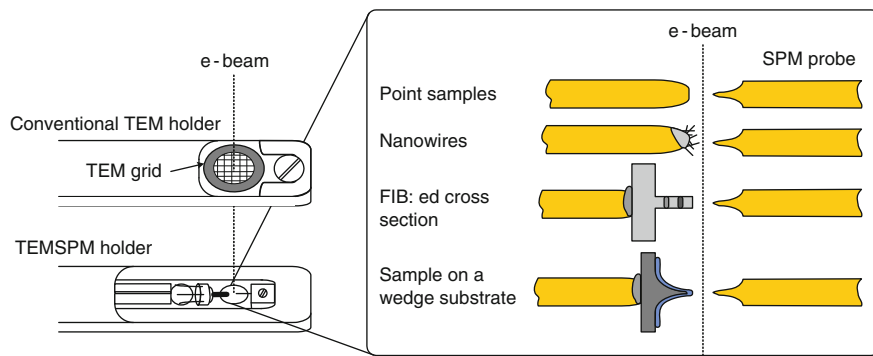 e-beam
Conventional TEM holder
TEM grid
TEMSPM holder
e-beam
SPM probe
Point samples
Nanowires
FIB: ed cross
section
Sample on a
wedge substrate